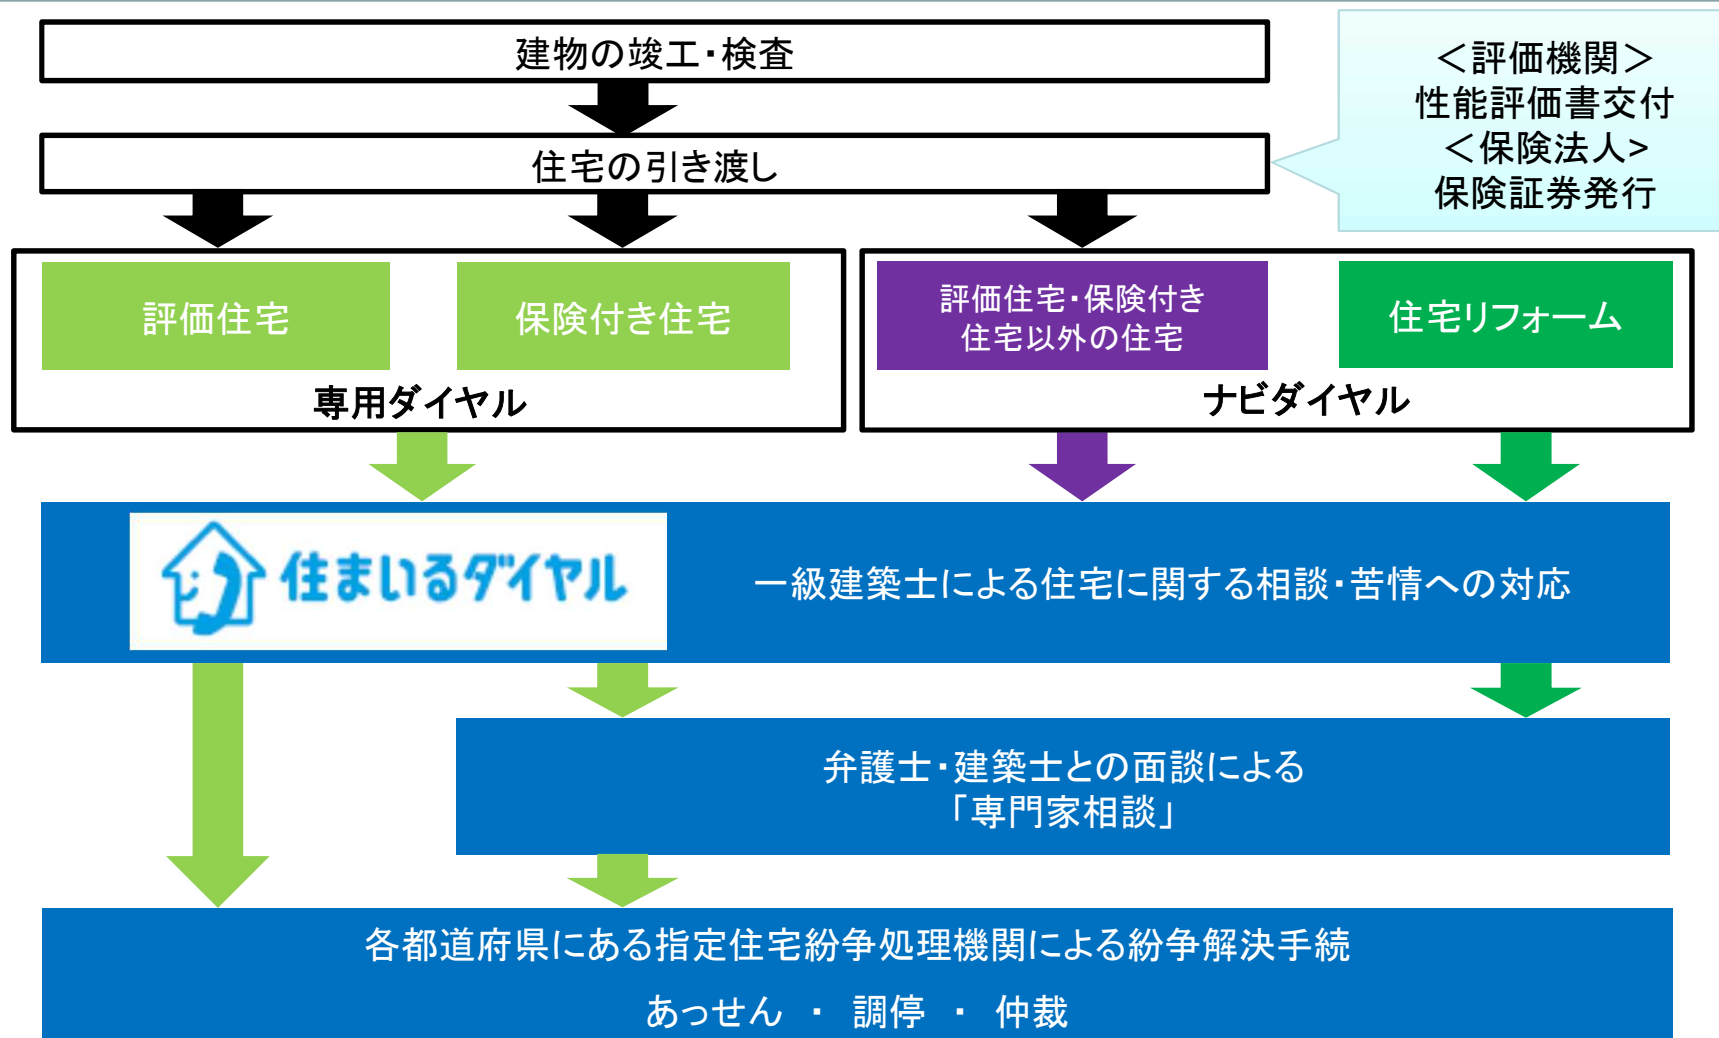 建物の竣工・検査
＜評価機関＞
性能評価書交付
＜保険法人>
保険証券発行
住宅の引き渡し
評価住宅
保険付き住宅
専用ダイヤル
評価住宅・保険付き
住宅以外の住宅
住宅リフォーム
ナビダイヤル
住まいるダイヤル
一級建築士による住宅に関する相談・苦情への対応
弁護士・建築士との面談による
「専門家相談」
各都道府県にある指定住宅紛争処理機関による紛争解決手続
あっせん ・ 調停 ・ 仲裁